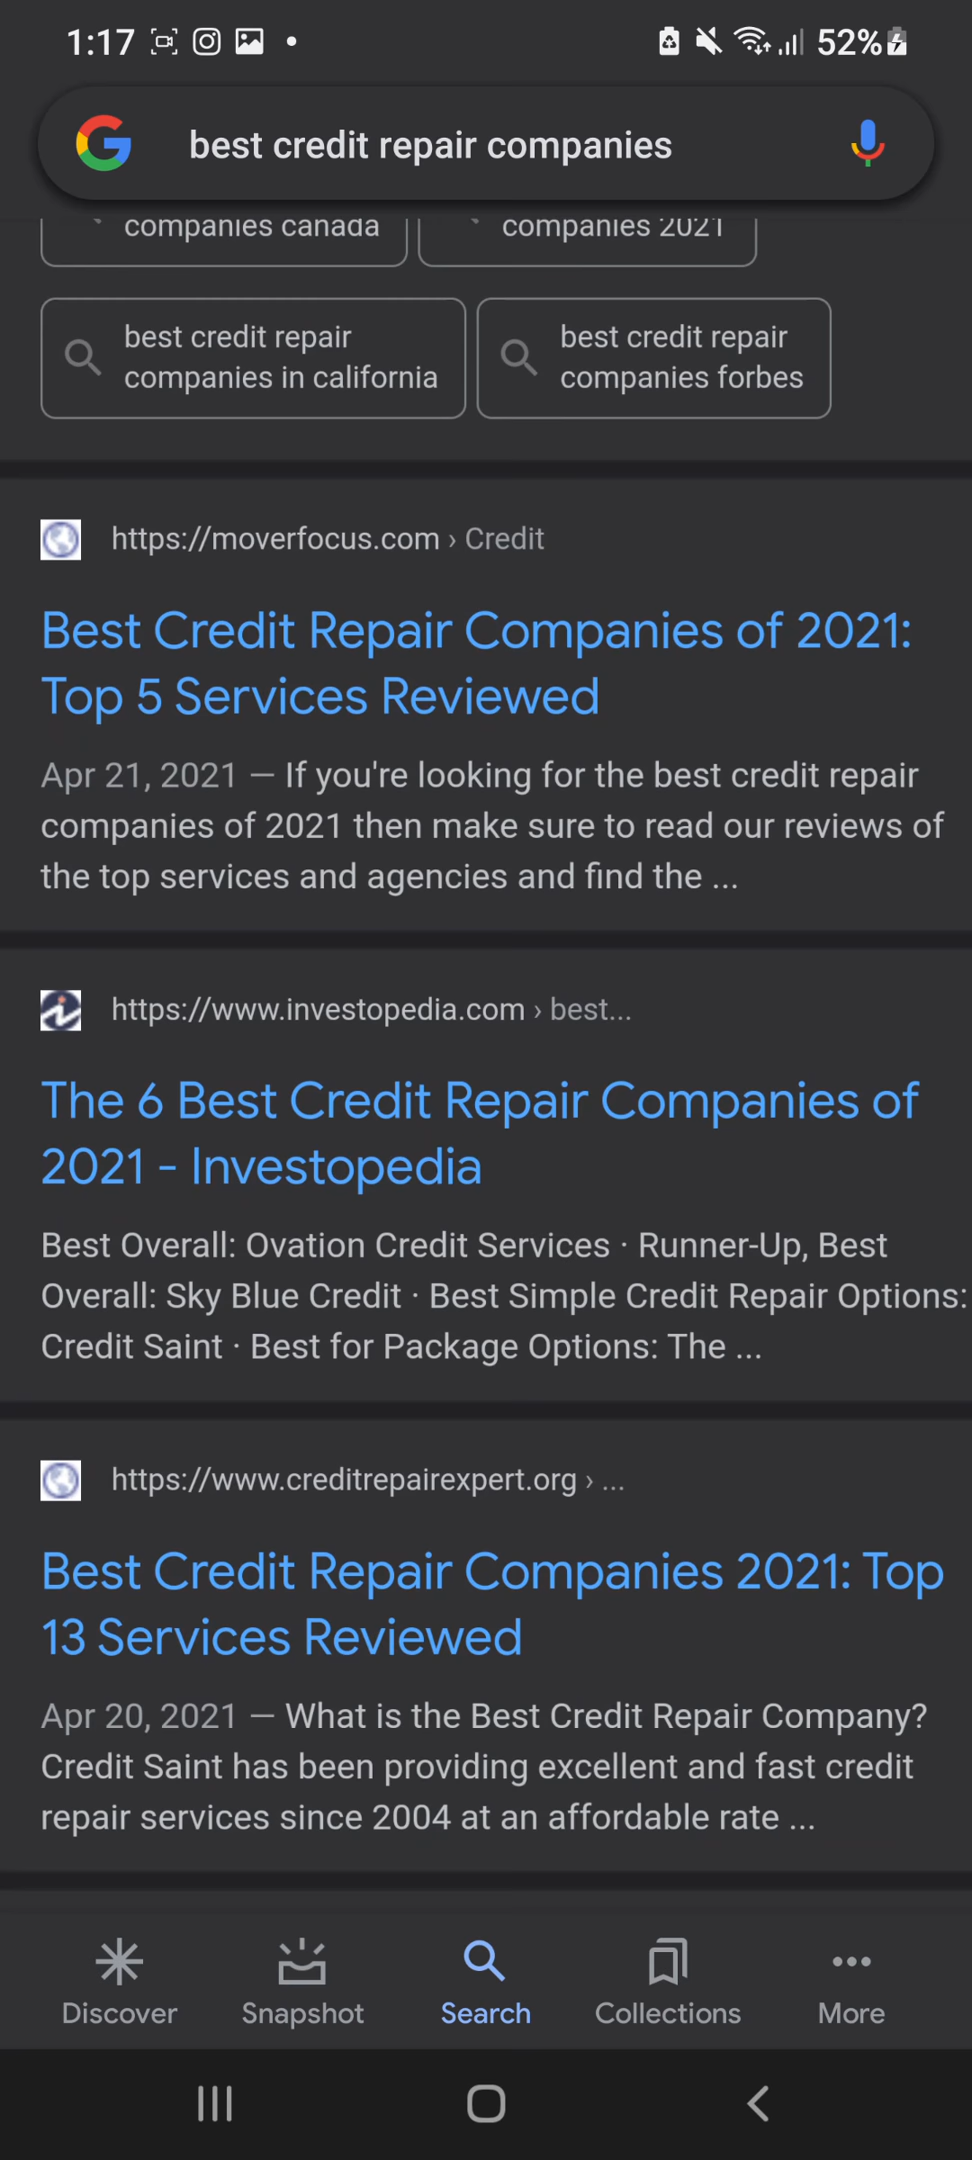 1:17
52%
best credit repair companies
companies canada
companies 2021
best credit repair
companies in california
best credit repair
companies forbes
https://moverfocus.com › Credit
Best Credit Repair Companies of 2021:
Top 5 Services Reviewed
Apr 21, 2021 — If you're looking for the best credit repair
companies of 2021 then make sure to read our reviews of
the top services and agencies and find the ...
https://www.investopedia.com › best...
The 6 Best Credit Repair Companies of
2021 - Investopedia
Best Overall: Ovation Credit Services · Runner-Up, Best
Overall: Sky Blue Credit · Best Simple Credit Repair Options:
Credit Saint · Best for Package Options: The ...
https://www.creditrepairexpert.org › ...
Best Credit Repair Companies 2021: Top
13 Services Reviewed
Apr 20, 2021 — What is the Best Credit Repair Company?
Credit Saint has been providing excellent and fast credit
repair services since 2004 at an affordable rate ...
Discover
Snapshot
Search
Collections
More